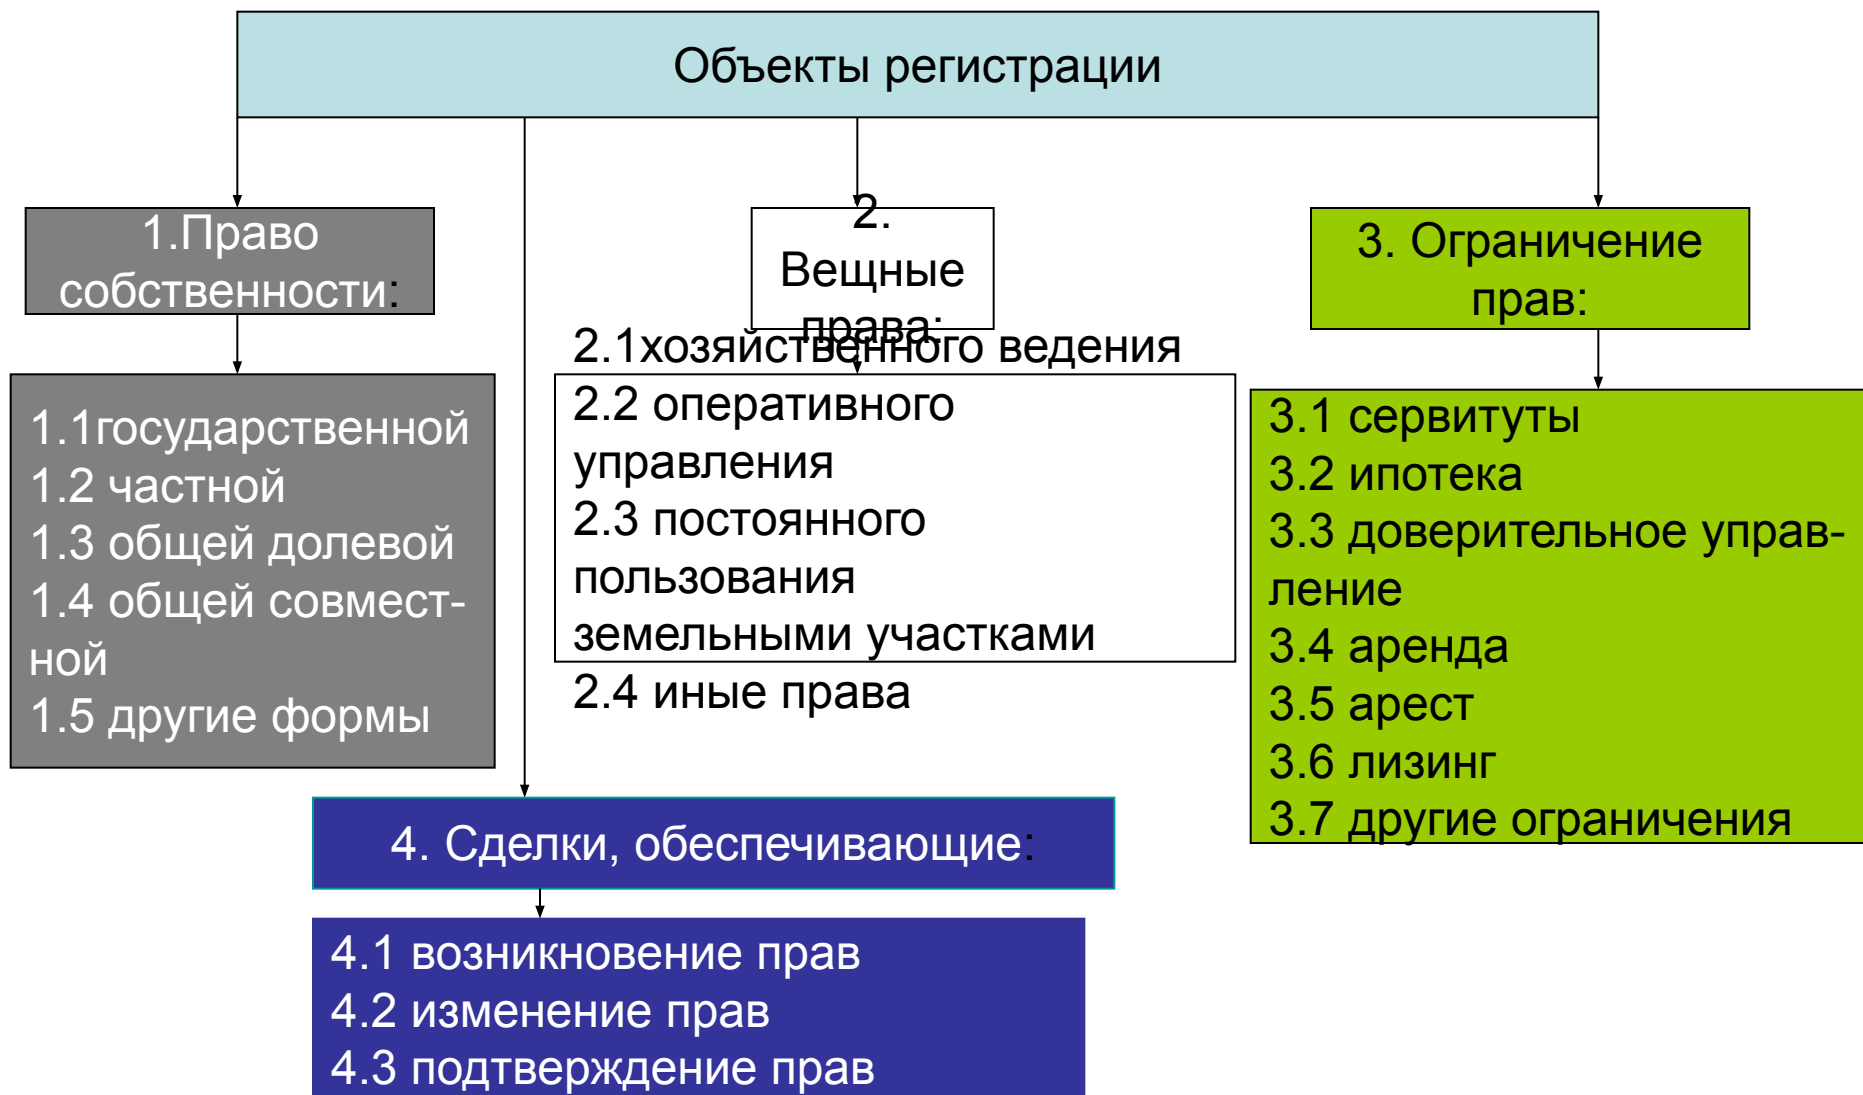 Объекты регистрации
1.Право
собственности:
1.1государственной
1.2 частной
1.3 общей долевой
1.4 общей совмест-
ной
1.5 другие формы
2.
Вещные
права:
2.1хозяйственного ведения
2.2 оперативного
управления
2.3 постоянного
пользования
земельными участками
2.4 иные права
3. Ограничение
прав:
3.1 сервитуты
3.2 ипотека
3.3 доверительное управ-
ление
3.4 аренда
3.5 арест
3.6 лизинг
3.7 другие ограничения
4. Сделки, обеспечивающие:
4.1 возникновение прав
4.2 изменение прав
4.3 подтверждение прав